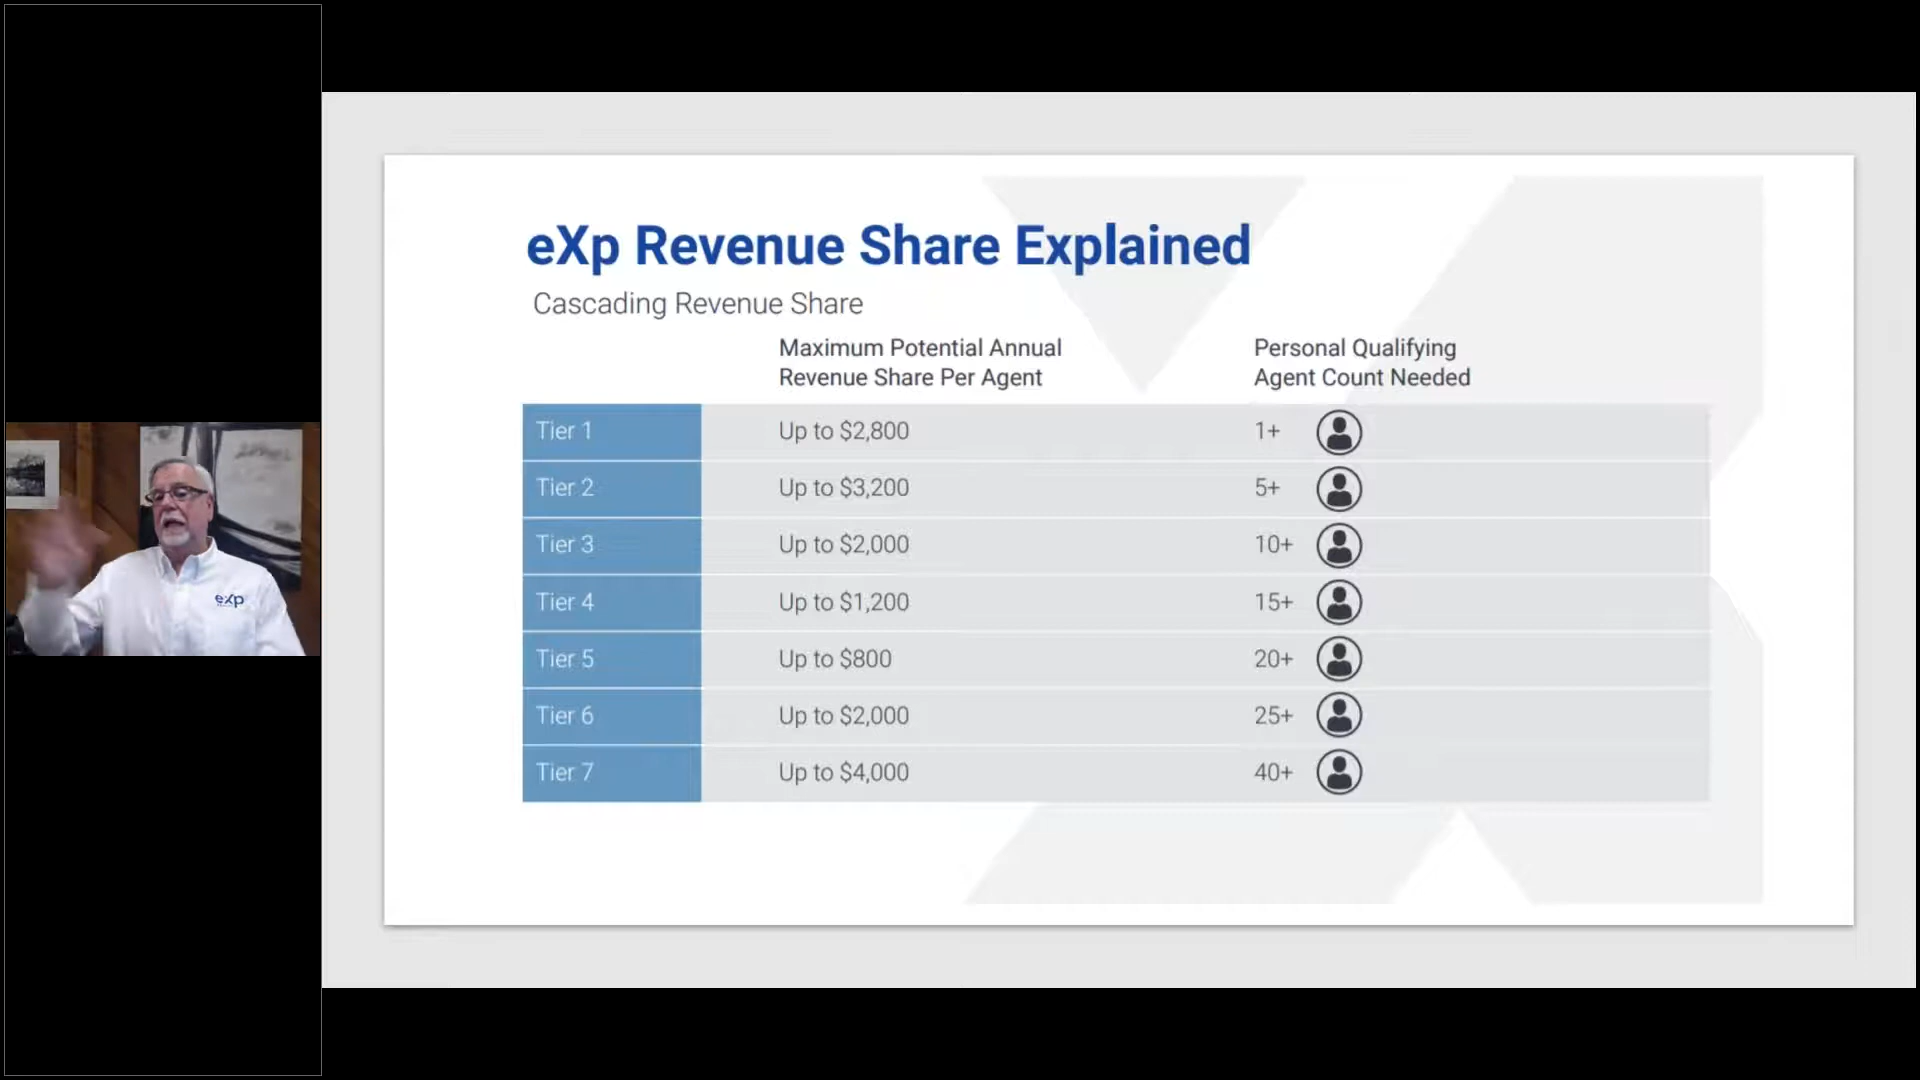 eXp Revenue Share Explained
Cascading Revenue Share
Maximum Potential Annual
Revenue Share Per Agent
Personal Qualifying
Agent Count Needed
Tier 1 Up to $2,800 1+
Tier 2 Up to $3,200 5+
Tier 3 Up to $2,000 10+
Tier 4 Up to $1,200 15+
Tier 5 Up to $800 20+
Tier 6 Up to $2,000 25+
Tier 7 Up to $4,000 40+
eXp